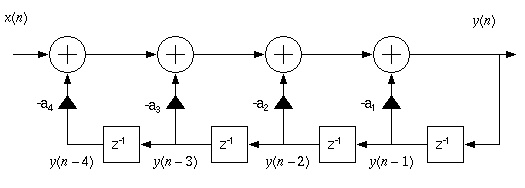 x(n) y(n)
+ + + +
-a4 -a3 -a2 -a1
z-1 z-1 z-1 z-1
y(n-4) y(n-3) y(n-2) y(n-1)